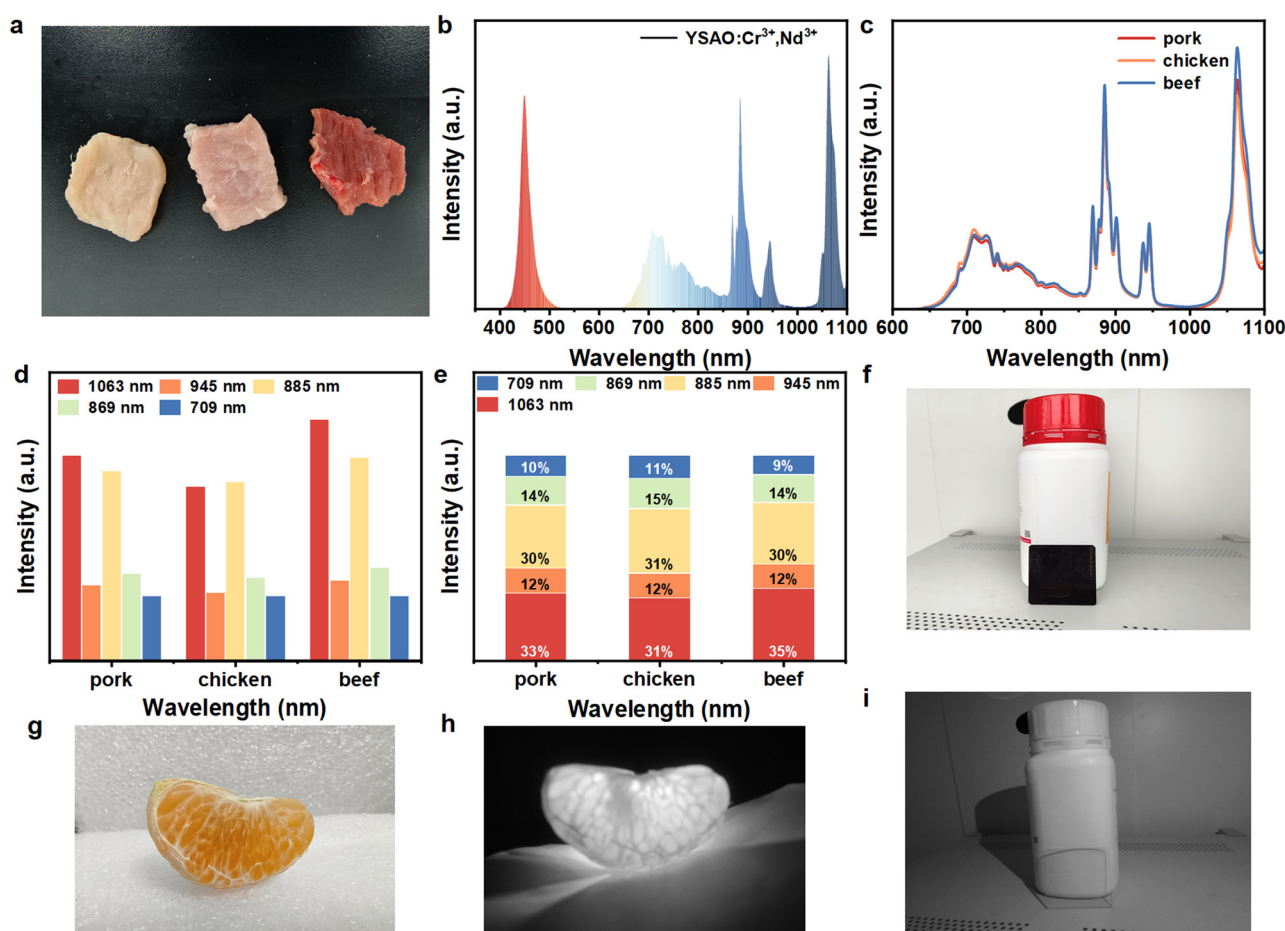 a
b
YSAO:Cr³⁺,Nd³⁺
Intensity (a.u.)
400 500 600 700 800 900 1000 1100
Wavelength (nm)
c
pork
chicken
beef
Intensity (a.u.)
600 700 800 900 1000 1100
Wavelength (nm)
d
1063 nm 945 nm 885 nm
869 nm 709 nm
Intensity (a.u.)
pork chicken beef
Wavelength (nm)
e
709 nm 869 nm 885 nm 945 nm
1063 nm
Intensity (a.u.)
10% 11% 9%
14% 15% 14%
30% 31% 30%
12% 12% 12%
33% 31% 35%
pork chicken beef
Wavelength (nm)
f
g
h
i